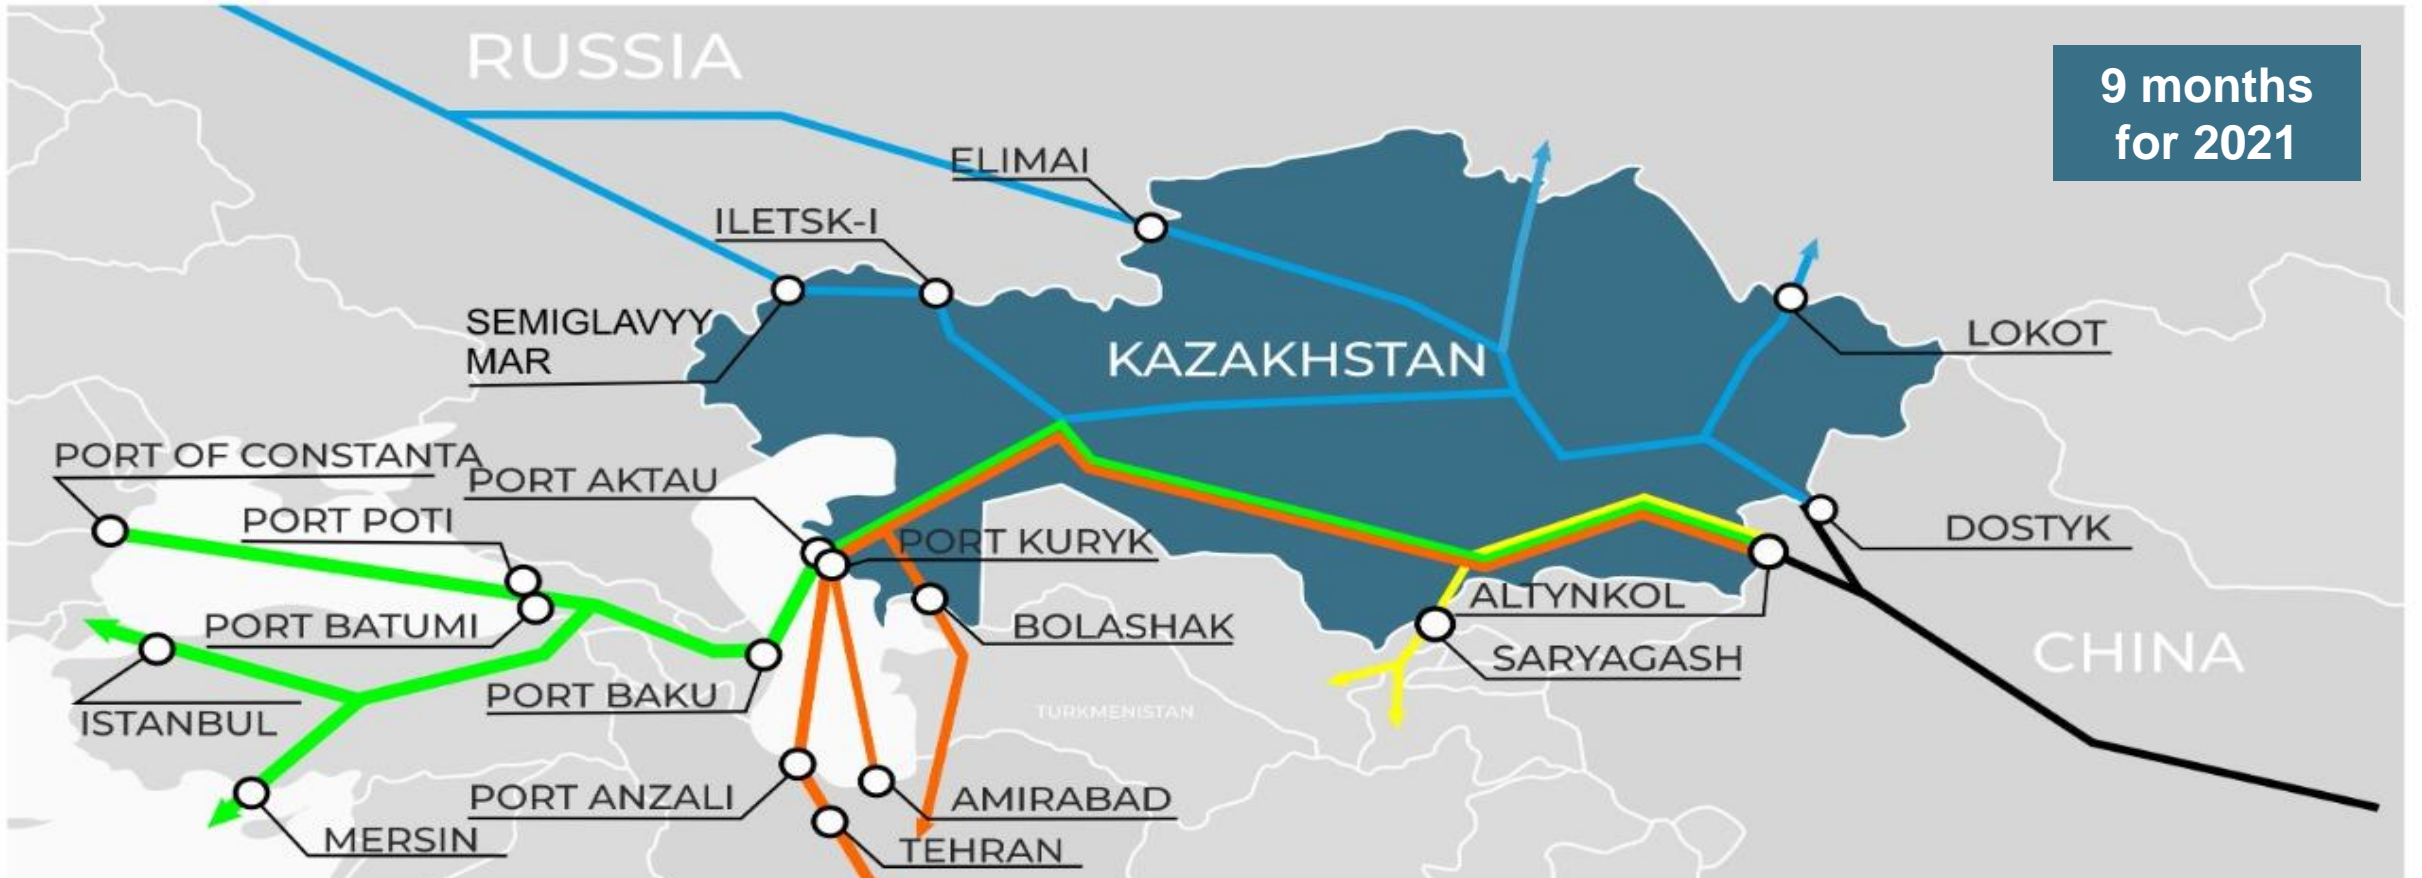 RUSSIA
9 months
for 2021
ELIMAI
ILETSK-I
SEMIGLAVYY
MAR
KAZAKHSTAN
LOKOT
PORT OF CONSTANTA
PORT AKTAU
PORT POTI
PORT KURYK
DOSTYK
ALTYNKOL
PORT BATUMI
BOLASHAK
SARYAGASH
CHINA
PORT BAKU
TURKMENISTAN
ISTANBUL
PORT ANZALI
AMIRABAD
MERSIN
TEHRAN